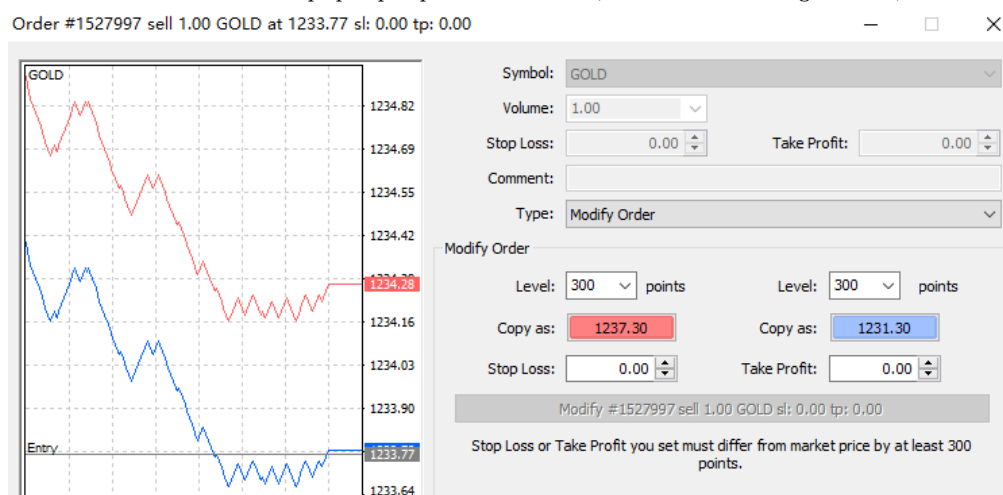 Order #1527997 sell 1.00 GOLD at 1233.77 sl: 0.00 tp: 0.00
GOLD
1234.82
1234.69
1234.55
1234.42
1234.28
1234.16
1234.03
1233.90
Entry
1233.77
1233.64
Symbol: GOLD
Volume: 1.00
Stop Loss: 0.00 Take Profit: 0.00
Comment:
Type: Modify Order
Modify Order
Level: 300 points Level: 300 points
Copy as: 1237.30 Copy as: 1231.30
Stop Loss: 0.00 Take Profit: 0.00
Modify #1527997 sell 1.00 GOLD sl: 0.00 tp: 0.00
Stop Loss or Take Profit you set must differ from market price by at least 300
points.